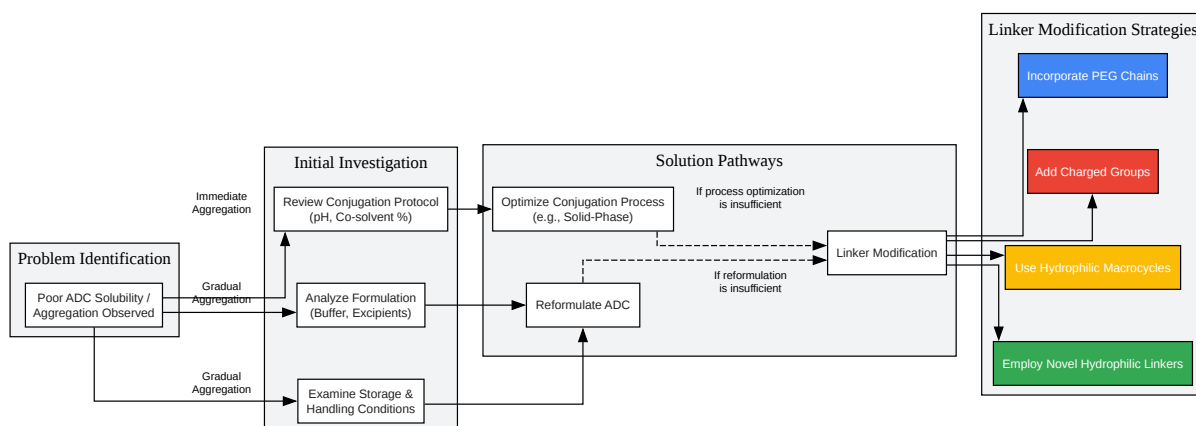 Problem Identification
Poor ADC Solubility /
Aggregation Observed
Immediate
Aggregation
Gradual
Aggregation
Gradual
Aggregation
Initial Investigation
Review Conjugation Protocol
(pH, Co-solvent %)
Analyze Formulation
(Buffer, Excipients)
Examine Storage &
Handling Conditions
Solution Pathways
Optimize Conjugation Process
(e.g., Solid-Phase)
Reformulate ADC
If process optimization
is insufficient
If reformulation
is insufficient
Linker Modification
Linker Modification Strategies
Incorporate PEG Chains
Add Charged Groups
Use Hydrophilic Macrocycles
Employ Novel Hydrophilic Linkers